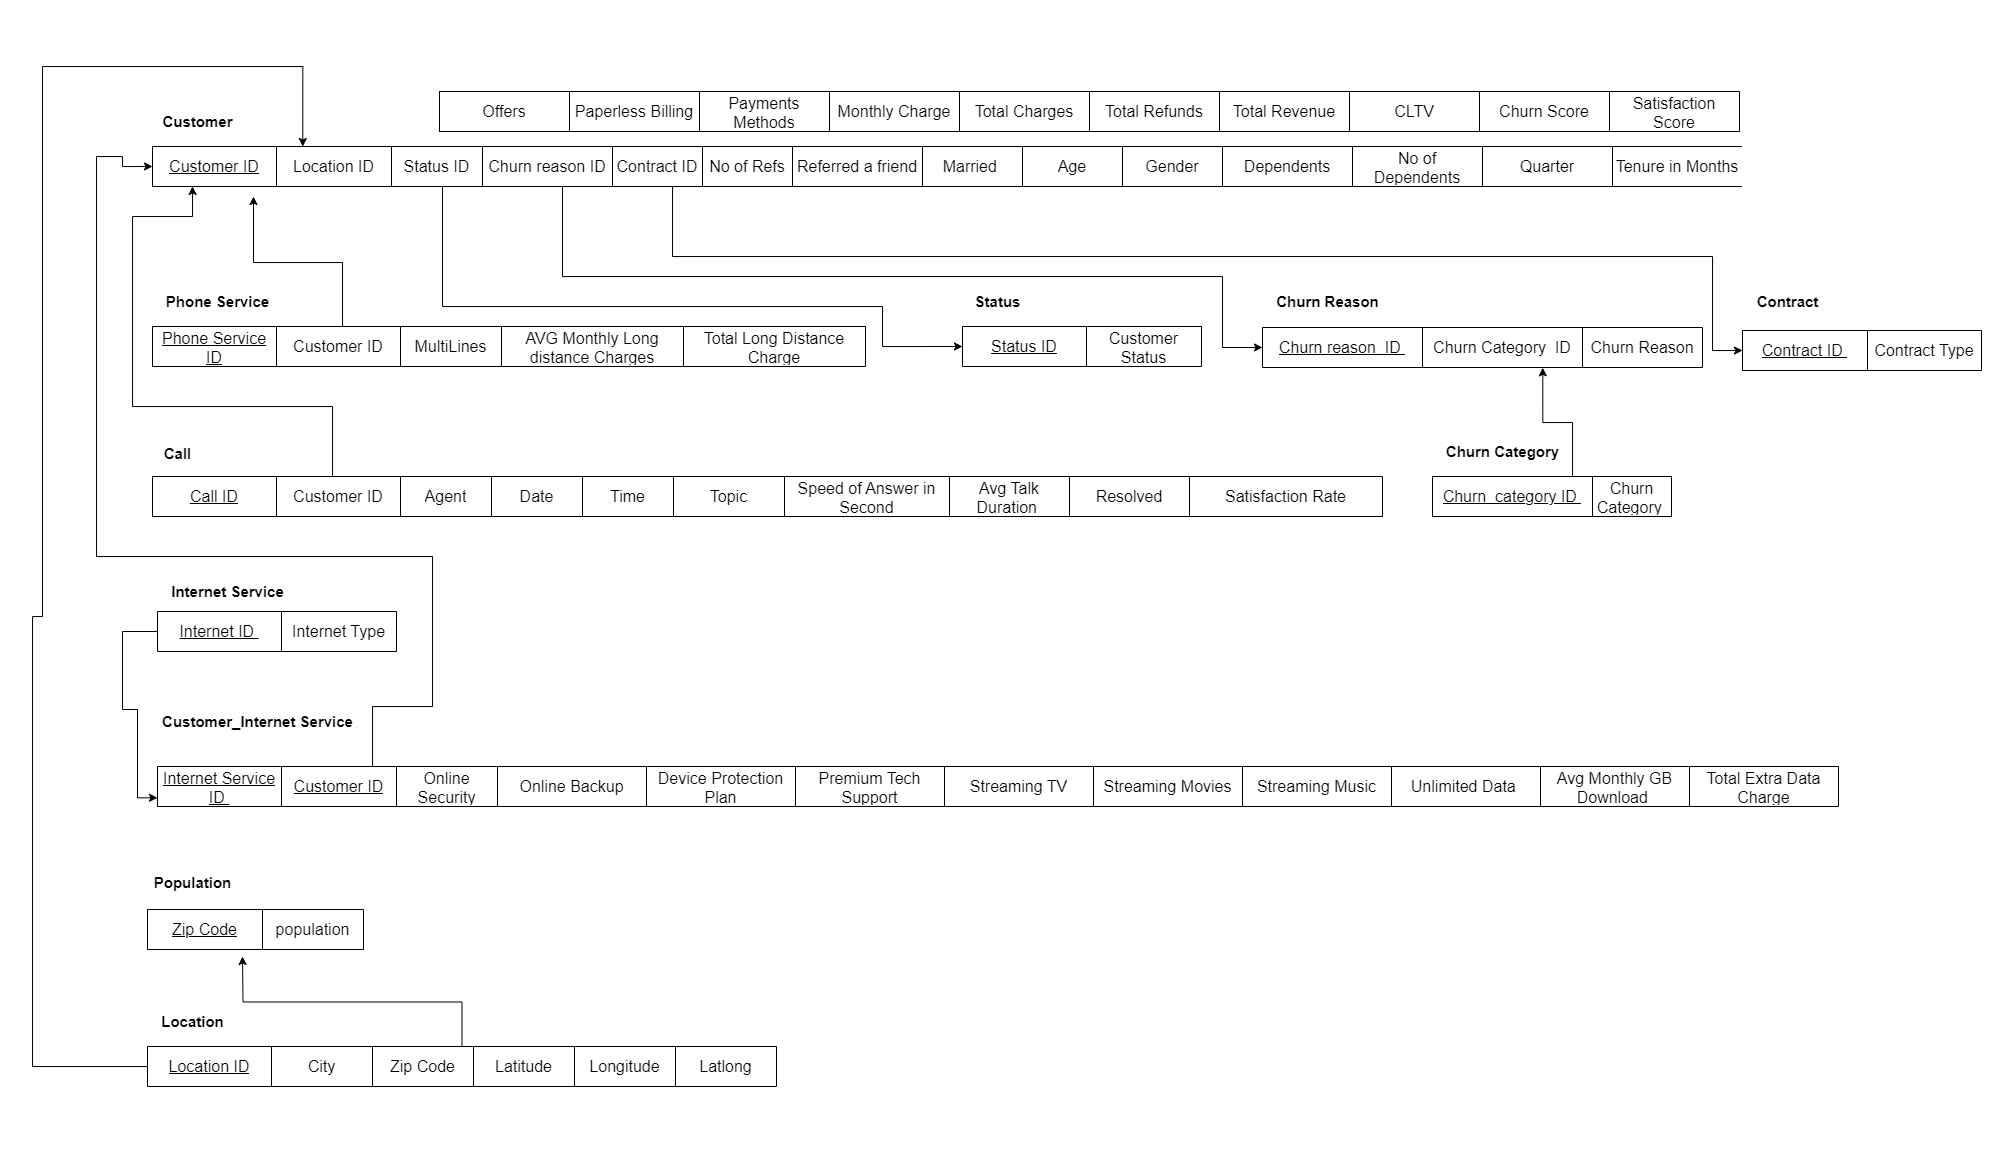 Offers Paperless Billing Payments Methods Monthly Charge Total Charges Total Refunds Total Revenue CLTV Churn Score Satisfaction Score
Customer
Customer ID Location ID Status ID Churn reason ID Contract ID No of Refs Referred a friend Married Age Gender Dependents No of Dependents Quarter Tenure in Months
Phone Service Status Churn Reason Contract
Phone Service ID Customer ID MultiLines AVG Monthly Long distance Charges Total Long Distance Charge Status ID Customer Status Churn reason ID Churn Category ID Churn Reason Contract ID Contract Type
Call Churn Category
Call ID Customer ID Agent Date Time Topic Speed of Answer in Second Avg Talk Duration Resolved Satisfaction Rate Churn category ID Churn Category
Internet Service
Internet ID Internet Type
Customer_Internet Service
Internet Service ID Customer ID Online Security Online Backup Device Protection Plan Premium Tech Support Streaming TV Streaming Movies Streaming Music Unlimited Data Avg Monthly GB Download Total Extra Data Charge
Population
Zip Code population
Location
Location ID City Zip Code Latitude Longitude Latlong